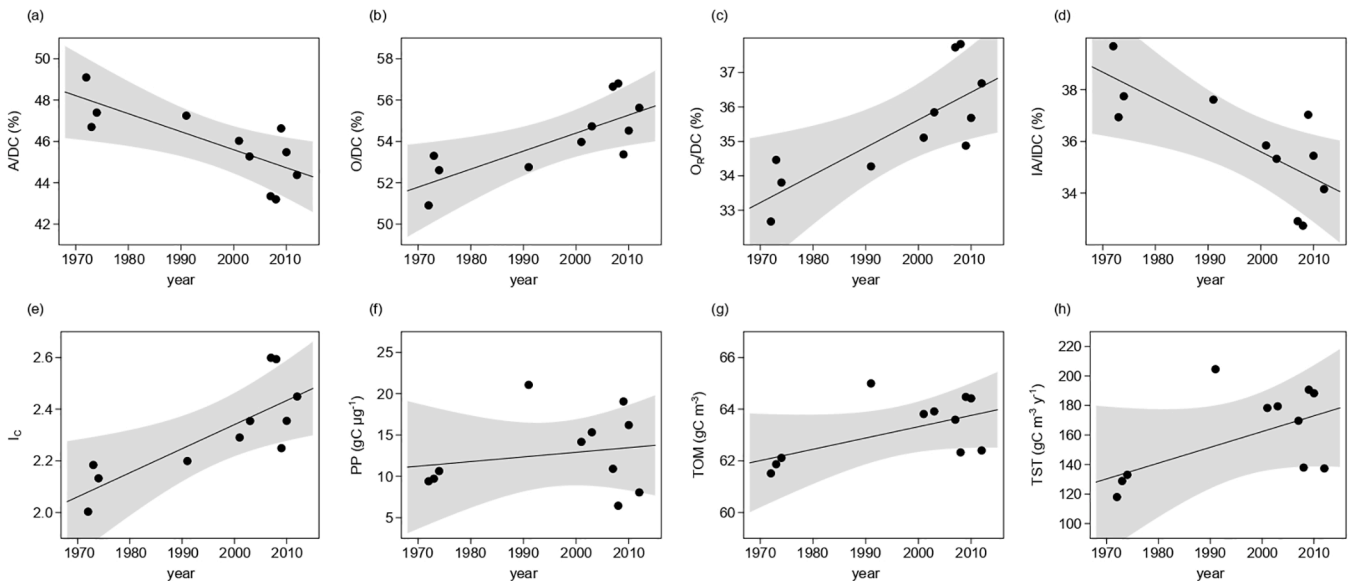 (a)
(b)
(c)
(d)
A/DC (%)
50
48
46
44
42
1970 1980 1990 2000 2010
year
O/DC (%)
58
56
54
52
50
1970 1980 1990 2000 2010
year
O_R/DC (%)
37
36
35
34
33
1970 1980 1990 2000 2010
year
IA/IDC (%)
38
36
34
1970 1980 1990 2000 2010
year
(e)
(f)
(g)
(h)
I_C
2.6
2.4
2.2
2.0
1970 1980 1990 2000 2010
year
PP (gC µg⁻¹)
25
20
15
10
5
1970 1980 1990 2000 2010
year
TOM (gC m⁻³)
66
64
62
60
1970 1980 1990 2000 2010
year
TST (gC m⁻³ y⁻¹)
220
200
180
160
140
120
100
1970 1980 1990 2000 2010
year